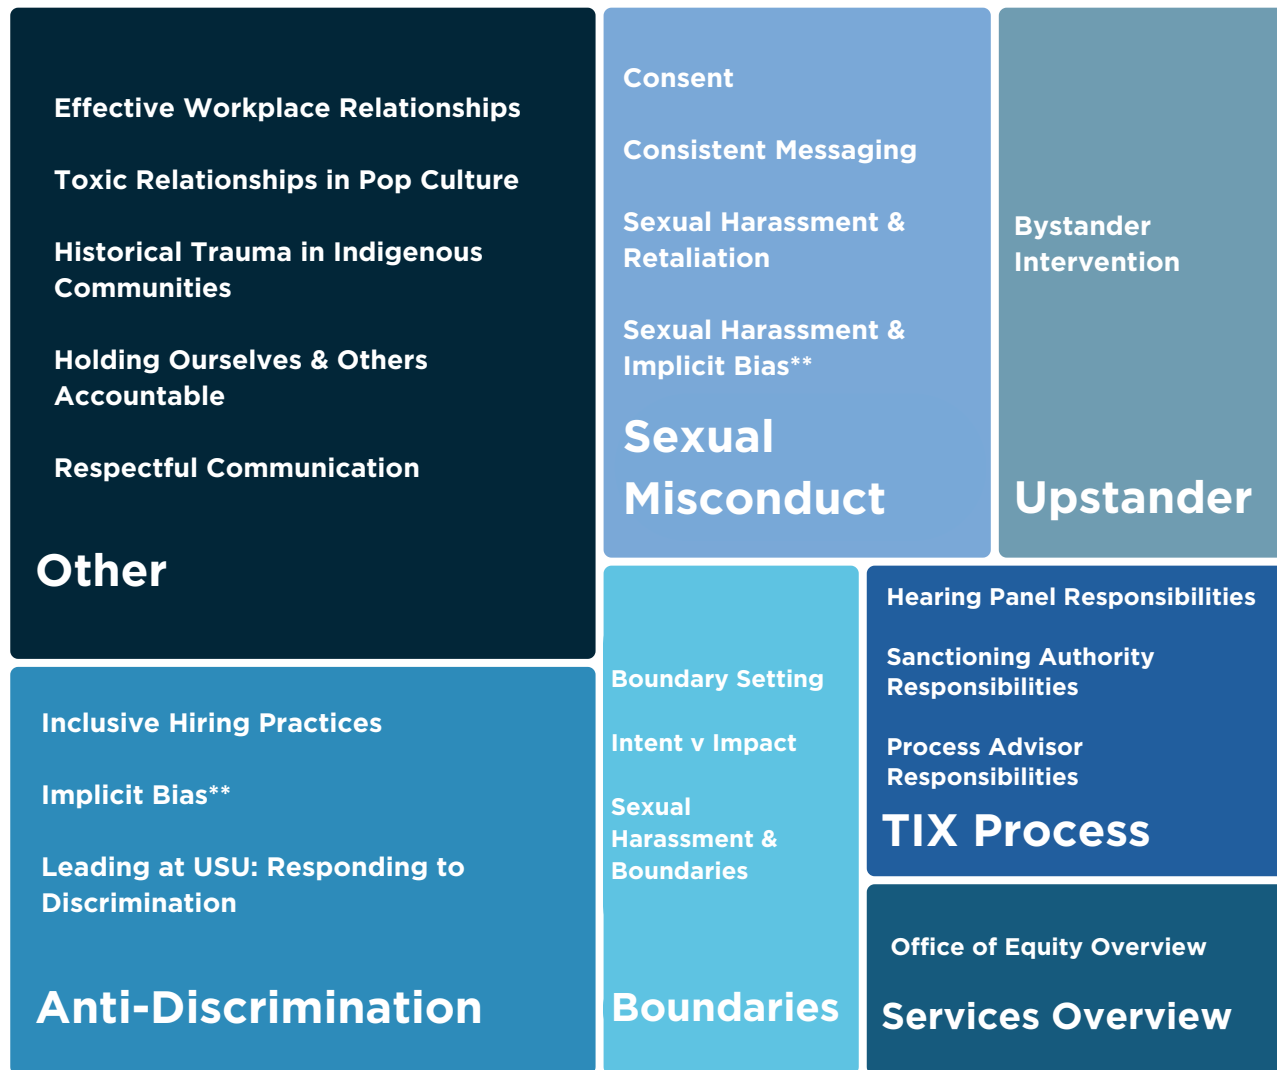 Effective Workplace Relationships
Toxic Relationships in Pop Culture
Historical Trauma in Indigenous
Communities
Holding Ourselves & Others
Accountable
Respectful Communication
Other
Consent
Consistent Messaging
Sexual Harassment &
Retaliation
Sexual Harassment &
Implicit Bias**
Sexual
Misconduct
Bystander
Intervention
Upstander
Inclusive Hiring Practices
Implicit Bias**
Leading at USU: Responding to
Discrimination
Anti-Discrimination
Boundary Setting
Intent v Impact
Sexual
Harassment &
Boundaries
Boundaries
Hearing Panel Responsibilities
Sanctioning Authority
Responsibilities
Process Advisor
Responsibilities
TIX Process
Office of Equity Overview
Services Overview